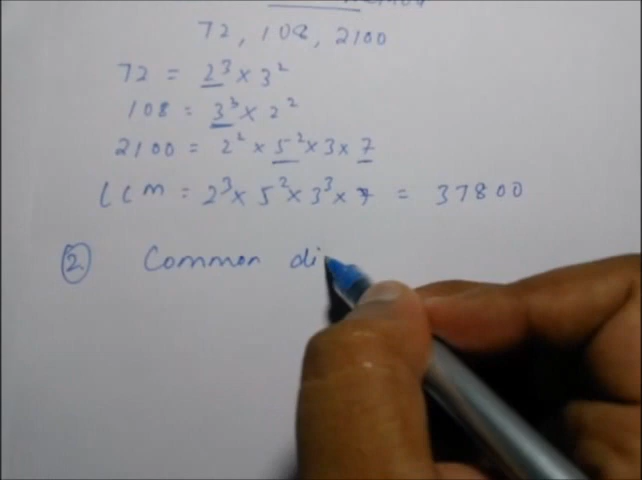 72, 108, 2100
72 = 2³ × 3²
108 = 3³ × 2²
2100 = 2² × 5² × 3 × 7
LCM = 2³ × 5² × 3³ × 7 = 37800
② Common di